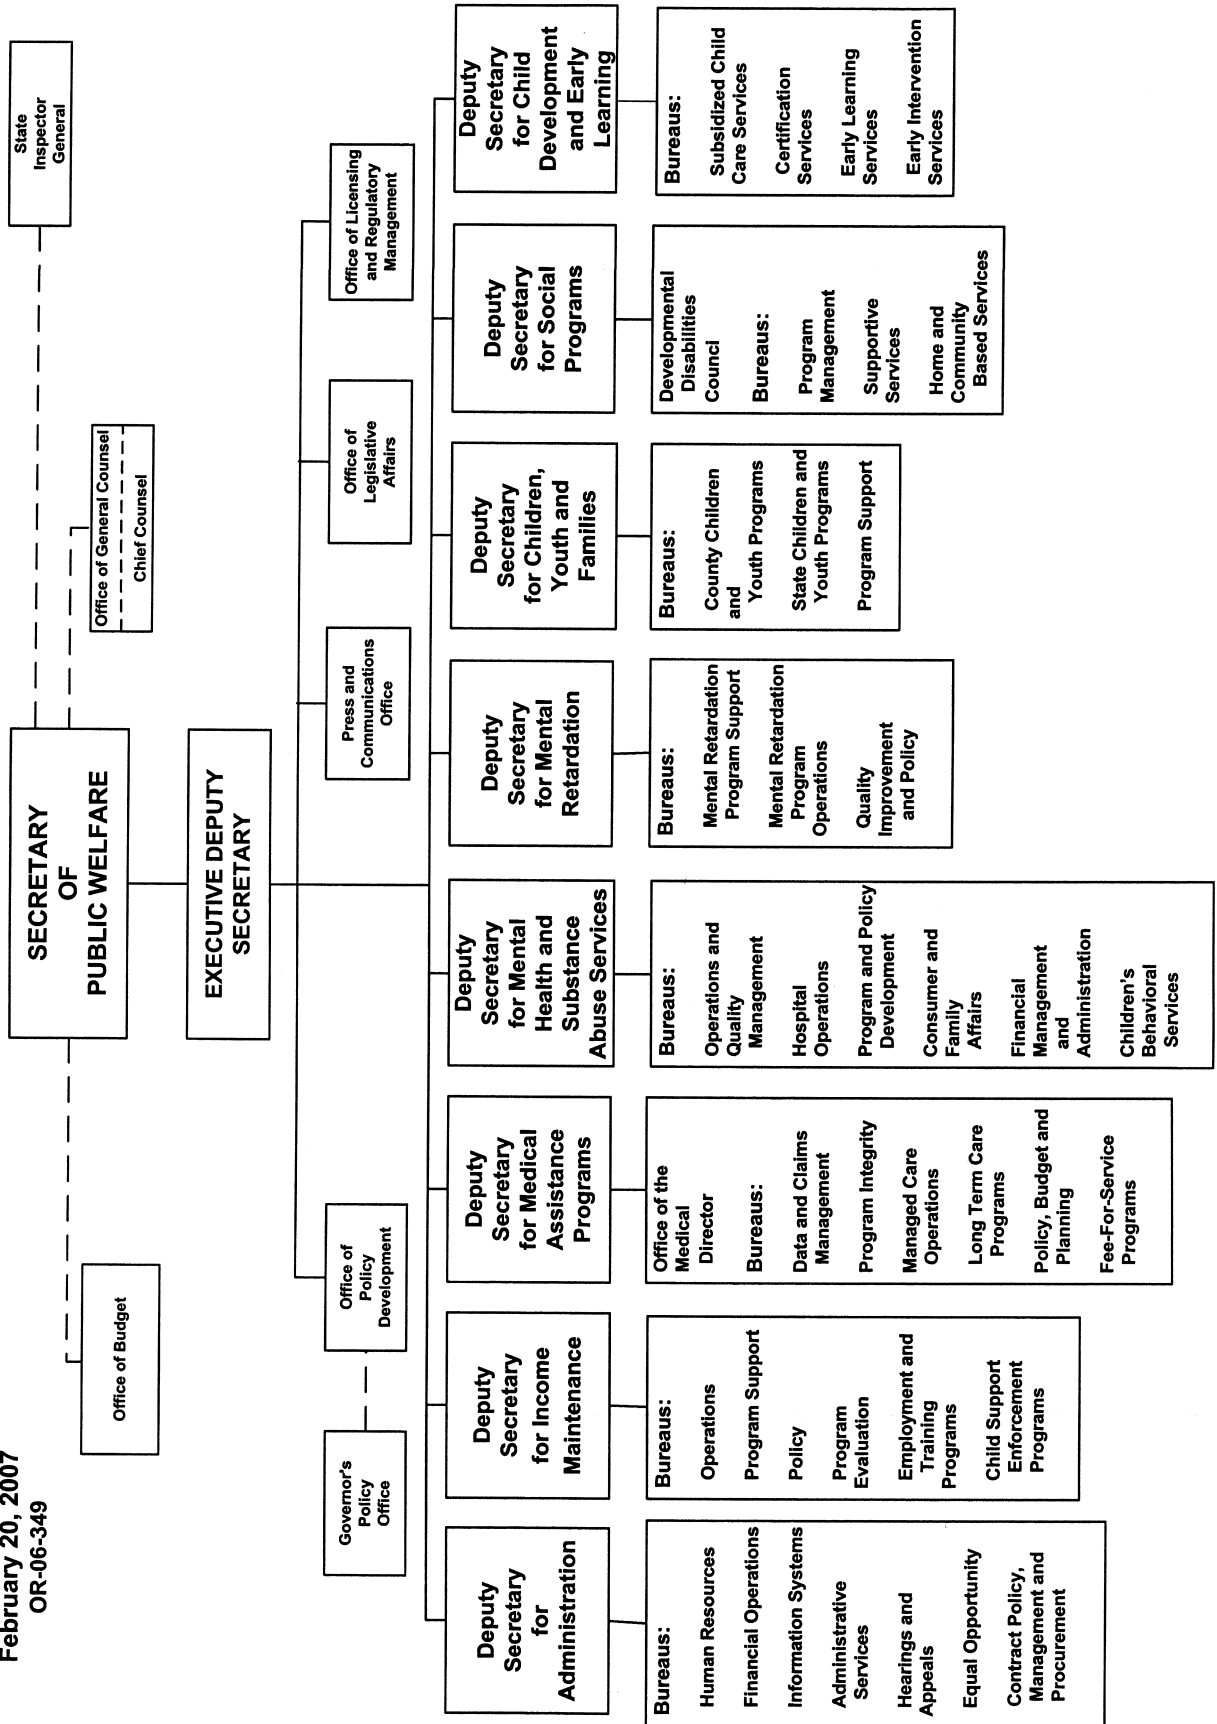 February 20, 2007
OR-06-349
SECRETARY
OF
PUBLIC WELFARE
State
Inspector
General
Office of General Counsel
Chief Counsel
Office of Budget
EXECUTIVE DEPUTY
SECRETARY
Governor's
Policy
Office
Office of
Policy
Development
Press and
Communications
Office
Office of
Legislative
Affairs
Office of Licensing
and Regulatory
Management
Deputy
Secretary
for
Administration
Bureaus:
Human Resources
Financial Operations
Information Systems
Administrative
Services
Hearings and
Appeals
Equal Opportunity
Contract Policy,
Management and
Procurement
Deputy
Secretary
for Income
Maintenance
Bureaus:
Operations
Program Support
Policy
Program
Evaluation
Employment and
Training
Programs
Child Support
Enforcement
Programs
Deputy
Secretary
for Medical
Assistance
Programs
Office of the
Medical
Director
Bureaus:
Data and Claims
Management
Program Integrity
Managed Care
Operations
Long Term Care
Programs
Policy, Budget and
Planning
Fee-For-Service
Programs
Deputy
Secretary
for Mental
Health and
Substance
Abuse Services
Bureaus:
Operations and
Quality
Management
Hospital
Operations
Program and Policy
Development
Consumer and
Family
Affairs
Financial
Management
and
Administration
Children's
Behavioral
Services
Deputy
Secretary
for Mental
Retardation
Bureaus:
Mental Retardation
Program Support
Mental Retardation
Program
Operations
Quality
Improvement
and Policy
Deputy
Secretary
for Children,
Youth and
Families
Bureaus:
County Children
and
Youth Programs
State Children and
Youth Programs
Program Support
Deputy
Secretary
for Social
Programs
Developmental
Disabilities
Counci
Bureaus:
Program
Management
Supportive
Services
Home and
Community
Based Services
Deputy
Secretary
for Child
Development
and Early
Learning
Bureaus:
Subsidized Child
Care Services
Certification
Services
Early Learning
Services
Early Intervention
Services